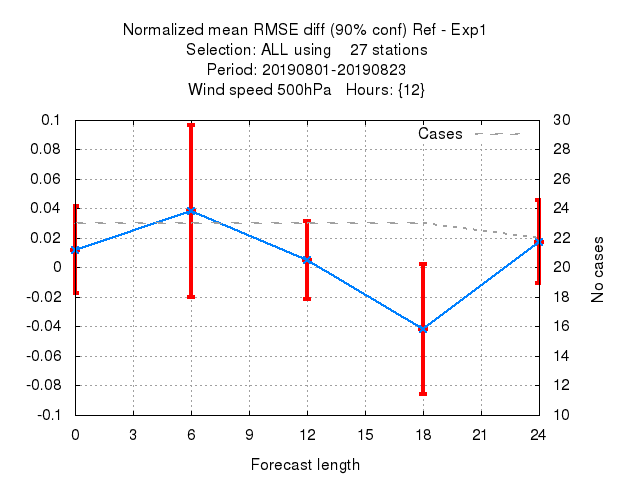 Normalized mean RMSE diff (90% conf) Ref - Exp1
Selection: ALL using    27 stations
Period: 20190801-20190823
Wind speed 500hPa   Hours: {12}
Cases
0.1
0.08
0.06
0.04
0.02
0
-0.02
-0.04
-0.06
-0.08
-0.1
30
28
26
24
22
20
18
16
14
12
10
No cases
0 3 6 9 12 15 18 21 24
Forecast length